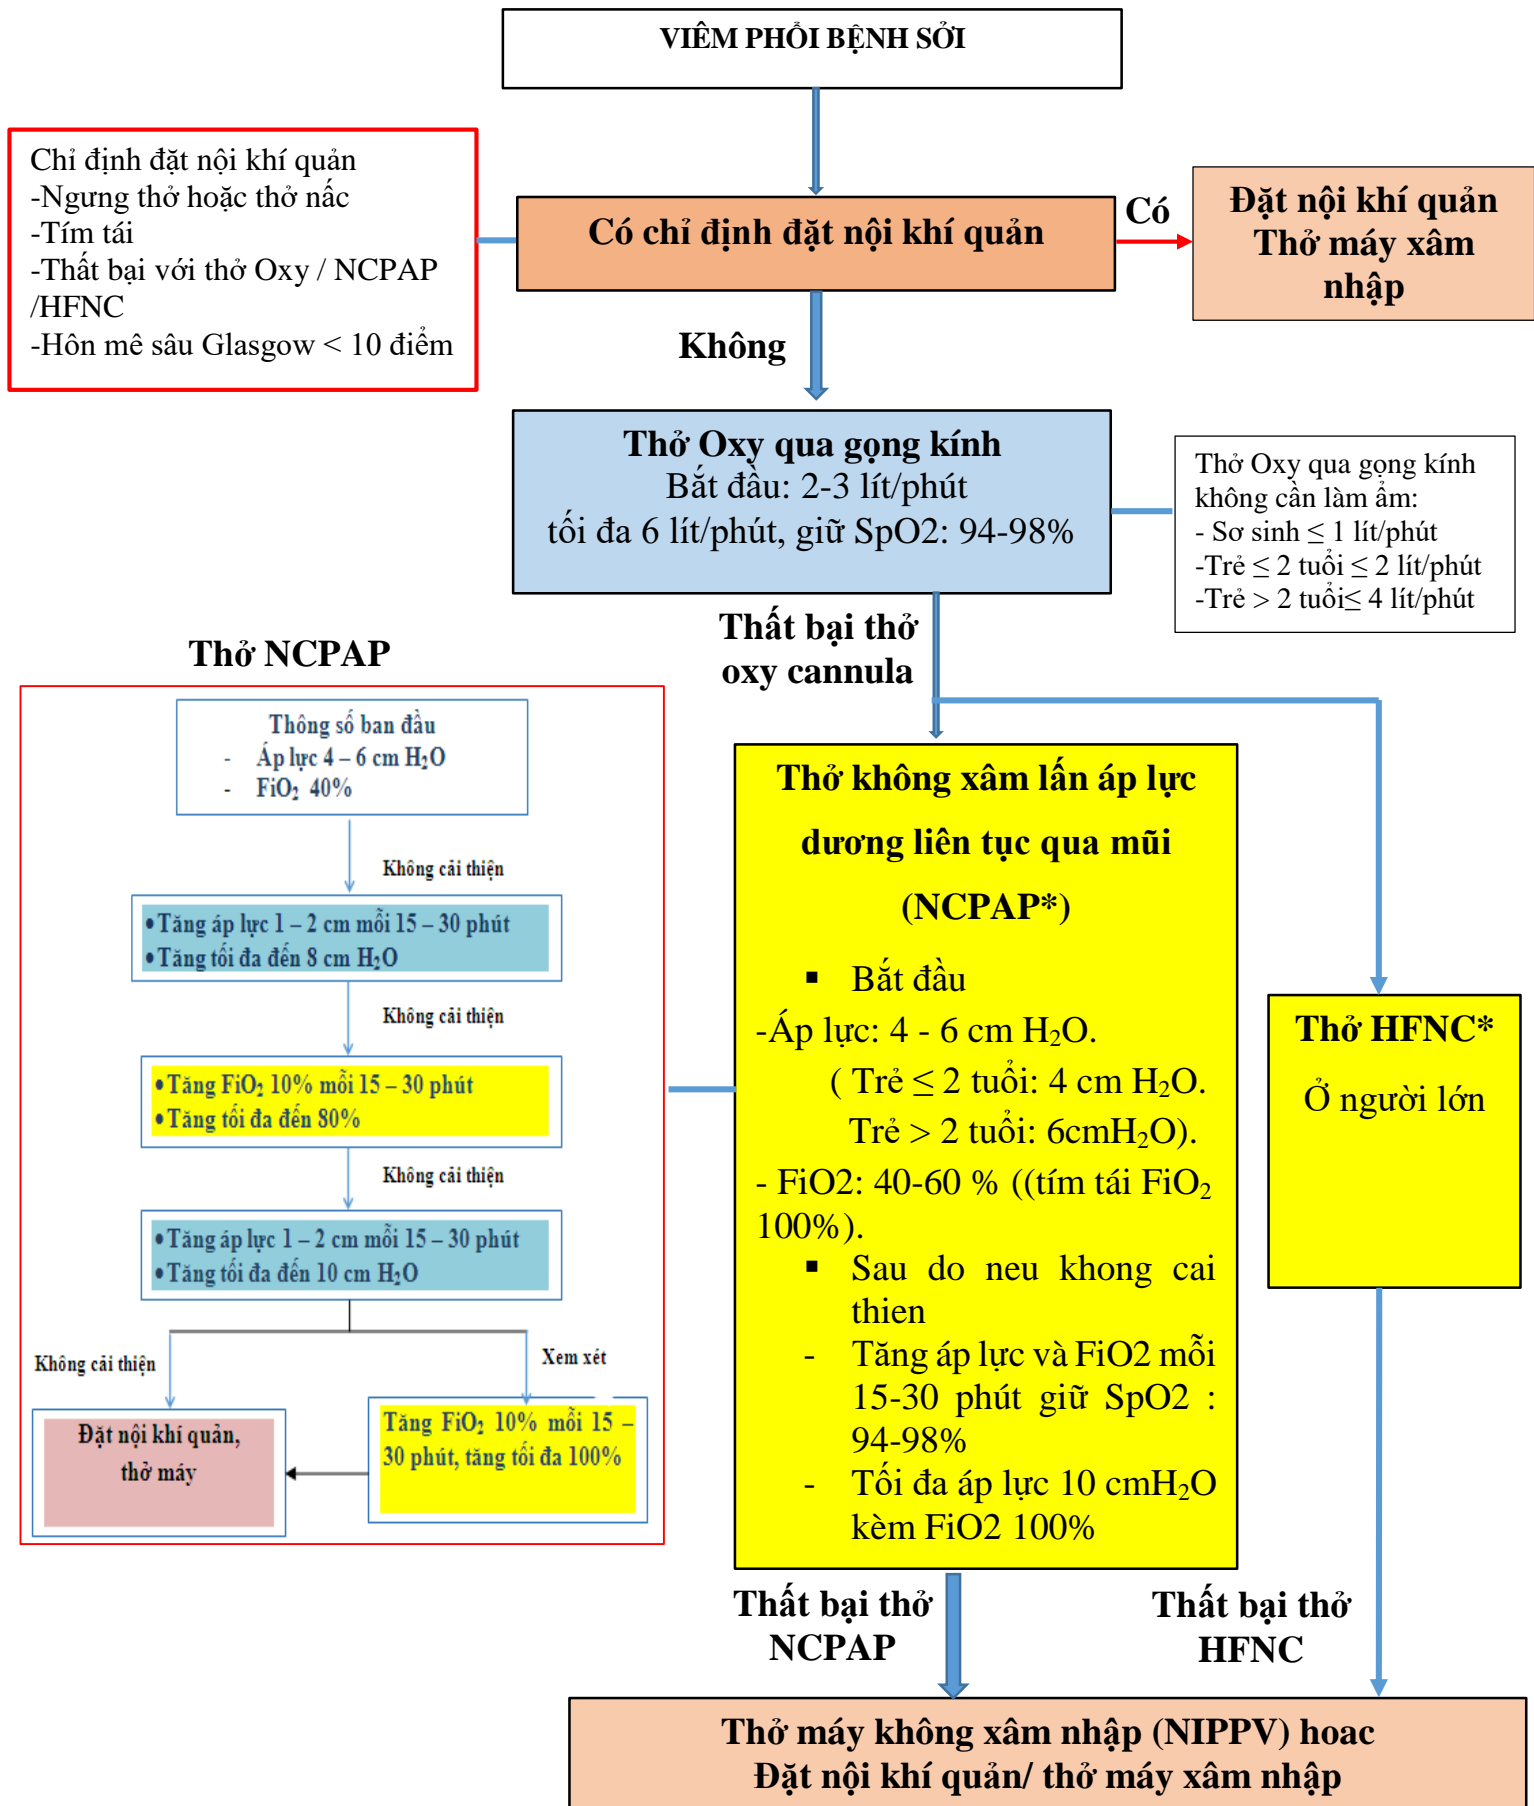 VIÊM PHỔI BỆNH SỞI
Chỉ định đặt nội khí quản
-Ngưng thở hoặc thở nấc
-Tím tái
-Thất bại với thở Oxy / NCPAP
/HFNC
-Hôn mê sâu Glasgow < 10 điểm
Có chỉ định đặt nội khí quản
Có
Đặt nội khí quản
Thở máy xâm
nhập
Không
Thở Oxy qua gọng kính
Bắt đầu: 2-3 lít/phút
tối đa 6 lít/phút, giữ SpO2: 94-98%
Thở Oxy qua gọng kính
không cần làm ẩm:
- Sơ sinh ≤ 1 lít/phút
-Trẻ ≤ 2 tuổi ≤ 2 lít/phút
-Trẻ > 2 tuổi≤ 4 lít/phút
Thất bại thở
oxy cannula
Thở NCPAP
Thông số ban đầu
- Áp lực 4 – 6 cm H₂O
- FiO₂ 40%
Không cải thiện
• Tăng áp lực 1 – 2 cm mỗi 15 – 30 phút
• Tăng tối đa đến 8 cm H₂O
Không cải thiện
• Tăng FiO₂ 10% mỗi 15 – 30 phút
• Tăng tối đa đến 80%
Không cải thiện
• Tăng áp lực 1 – 2 cm mỗi 15 – 30 phút
• Tăng tối đa đến 10 cm H₂O
Không cải thiện
Xem xét
Đặt nội khí quản,
thở máy
Tăng FiO₂ 10% mỗi 15 –
30 phút, tăng tối đa 100%
Thở không xâm lấn áp lực
dương liên tục qua mũi
(NCPAP*)
▪ Bắt đầu
-Áp lực: 4 - 6 cm H₂O.
( Trẻ ≤ 2 tuổi: 4 cm H₂O.
Trẻ > 2 tuổi: 6cmH₂O).
- FiO2: 40-60 % ((tím tái FiO₂
100%).
▪ Sau do neu khong cai
thien
- Tăng áp lực và FiO2 mỗi
15-30 phút giữ SpO2 :
94-98%
- Tối đa áp lực 10 cmH₂O
kèm FiO2 100%
Thở HFNC*
Ở người lớn
Thất bại thở
NCPAP
Thất bại thở
HFNC
Thở máy không xâm nhập (NIPPV) hoac
Đặt nội khí quản/ thở máy xâm nhập